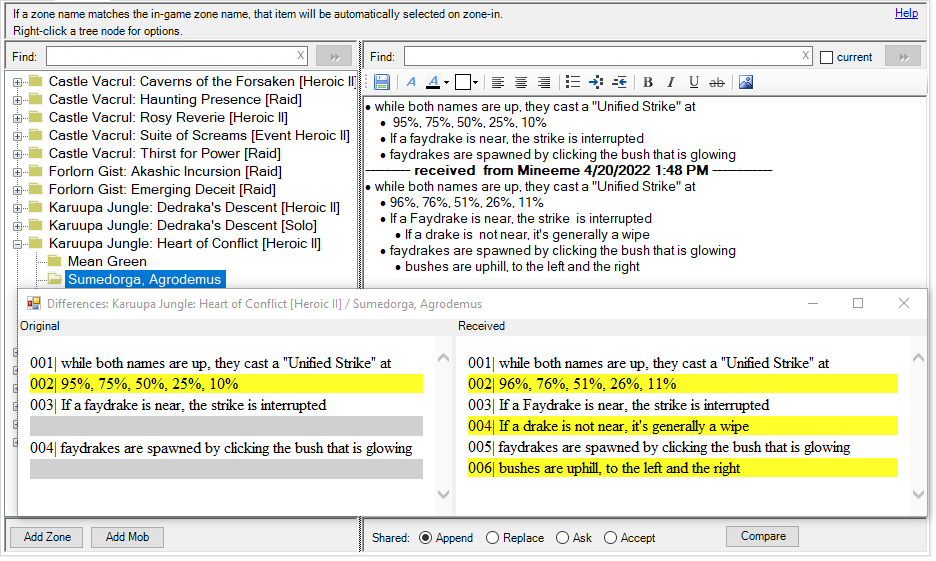 If a zone name matches the in-game zone name, that item will be automatically selected on zone-in.
Help
Right-click a tree node for options.
Find:
X
Find:
X
current
A
A
B
I
U
ab
Castle Vacrul: Caverns of the Forsaken [Heroic II]
Castle Vacrul: Haunting Presence [Raid]
Castle Vacrul: Rosy Reverie [Heroic II]
Castle Vacrul: Suite of Screams [Event Heroic II]
Castle Vacrul: Thirst for Power [Raid]
Forlorn Gist: Akashic Incursion [Raid]
Forlorn Gist: Emerging Deceit [Raid]
Karuupa Jungle: Dedraka's Descent [Heroic II]
Karuupa Jungle: Dedraka's Descent [Solo]
Karuupa Jungle: Heart of Conflict [Heroic II]
Mean Green
Sumedorga, Agrodemus
• while both names are up, they cast a "Unified Strike" at
• 95%, 75%, 50%, 25%, 10%
• If a faydrake is near, the strike is interrupted
• faydrakes are spawned by clicking the bush that is glowing
---------- received  from Mineeme 4/20/2022 1:48 PM -------------
• while both names are up, they cast a "Unified Strike" at
• 96%, 76%, 51%, 26%, 11%
• If a Faydrake is near, the strike  is interrupted
• If a drake is  not near, it's generally a wipe
• faydrakes are spawned by clicking the bush that is glowing
• bushes are uphill, to the left and the right
Differences: Karuupa Jungle: Heart of Conflict [Heroic II] / Sumedorga, Agrodemus
Original
001| while both names are up, they cast a "Unified Strike" at
002| 95%, 75%, 50%, 25%, 10%
003| If a faydrake is near, the strike is interrupted
004| faydrakes are spawned by clicking the bush that is glowing
Received
001| while both names are up, they cast a "Unified Strike" at
002| 96%, 76%, 51%, 26%, 11%
003| If a Faydrake is near, the strike is interrupted
004| If a drake is not near, it's generally a wipe
005| faydrakes are spawned by clicking the bush that is glowing
006| bushes are uphill, to the left and the right
Add Zone
Add Mob
Shared:
Append
Replace
Ask
Accept
Compare